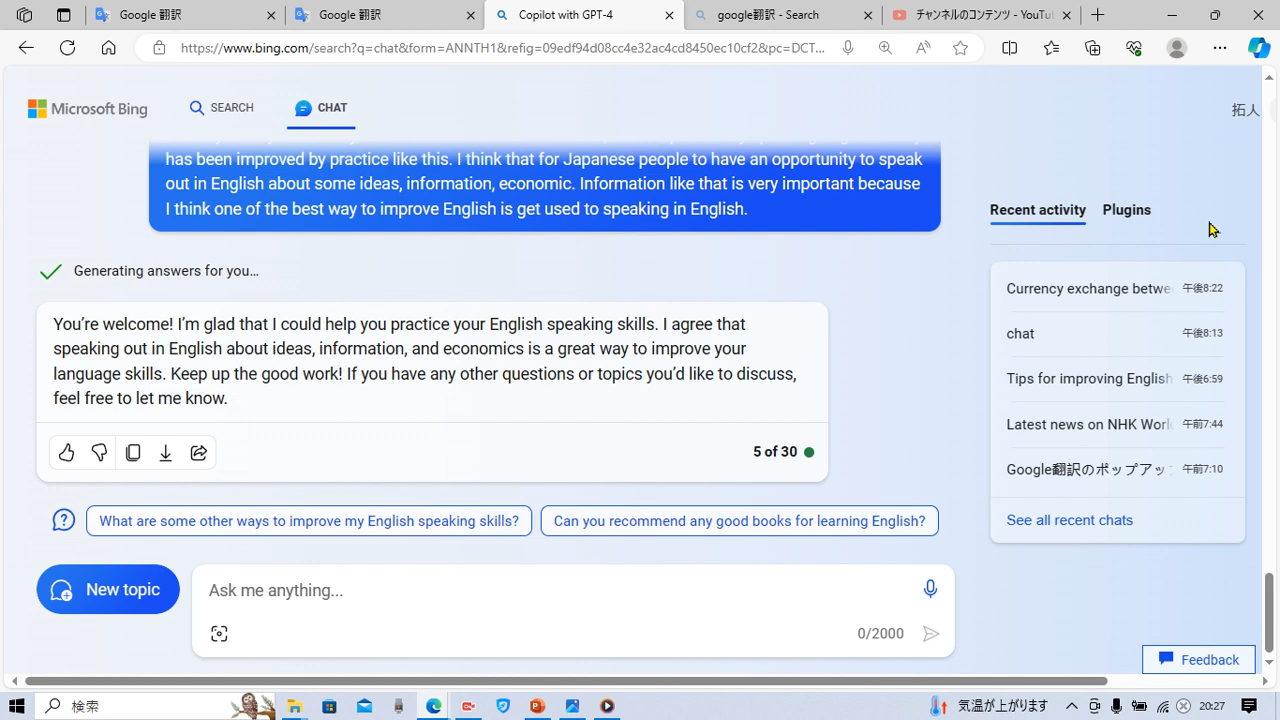 Google 翻訳
Google 翻訳
Copilot with GPT-4
google翻訳 - Search
チャンネルのコンテンツ - YouTu
https://www.bing.com/search?q=chat&form=ANNTH1&refig=
Microsoft Bing
SEARCH
CHAT
拓人
has been improved by practice like this. I think that for Japanese people to have an opportunity to speak
out in English about some ideas, information, economic. Information like that is very important because
I think one of the best way to improve English is get used to speaking in English.
Recent activity
Plugins
Generating answers for you…
You’re welcome! I’m glad that I could help you practice your English speaking skills. I agree that
speaking out in English about ideas, information, and economics is a great way to improve your
language skills. Keep up the good work! If you have any other questions or topics you’d like to discuss,
feel free to let me know.
5 of 30
Currency exchange betwe 午後8:22
chat 午後8:13
Tips for improving English 午後6:59
Latest news on NHK Worl 午前7:44
Google翻訳のポップアッ 午前7:10
See all recent chats
What are some other ways to improve my English speaking skills?
Can you recommend any good books for learning English?
New topic
Ask me anything...
0/2000
Feedback
検索
気温が上がります
20:27